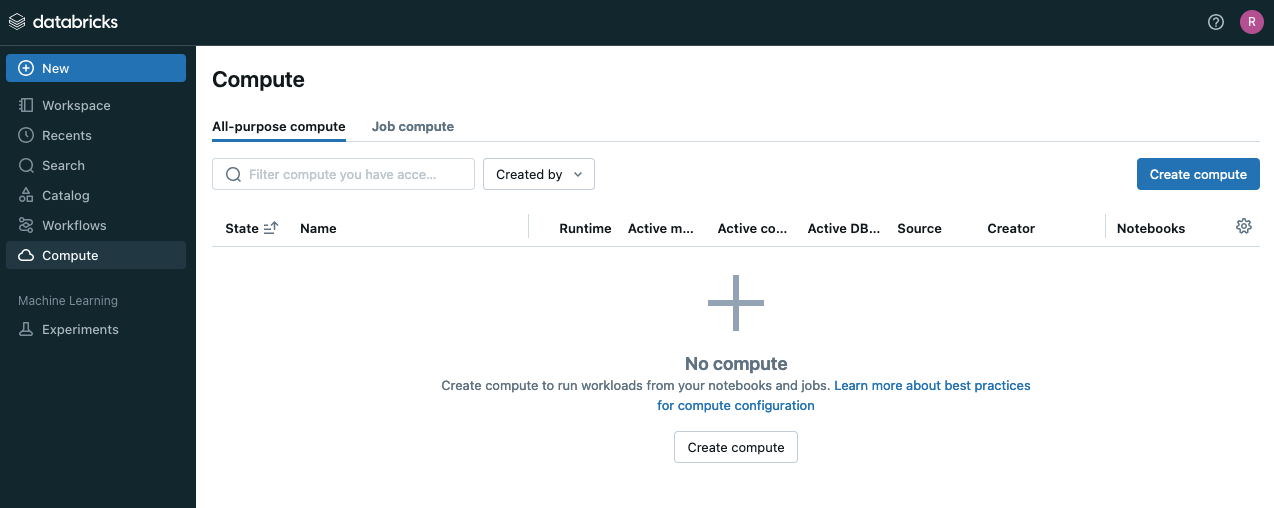 databricks
? R
New
Workspace
Recents
Search
Catalog
Workflows
Compute
Machine Learning
Experiments
Compute
All-purpose compute Job compute
Filter compute you have acce... Created by Create compute
State Name Runtime Active m... Active co... Active DB... Source Creator Notebooks
No compute
Create compute to run workloads from your notebooks and jobs. Learn more about best practices
for compute configuration
Create compute